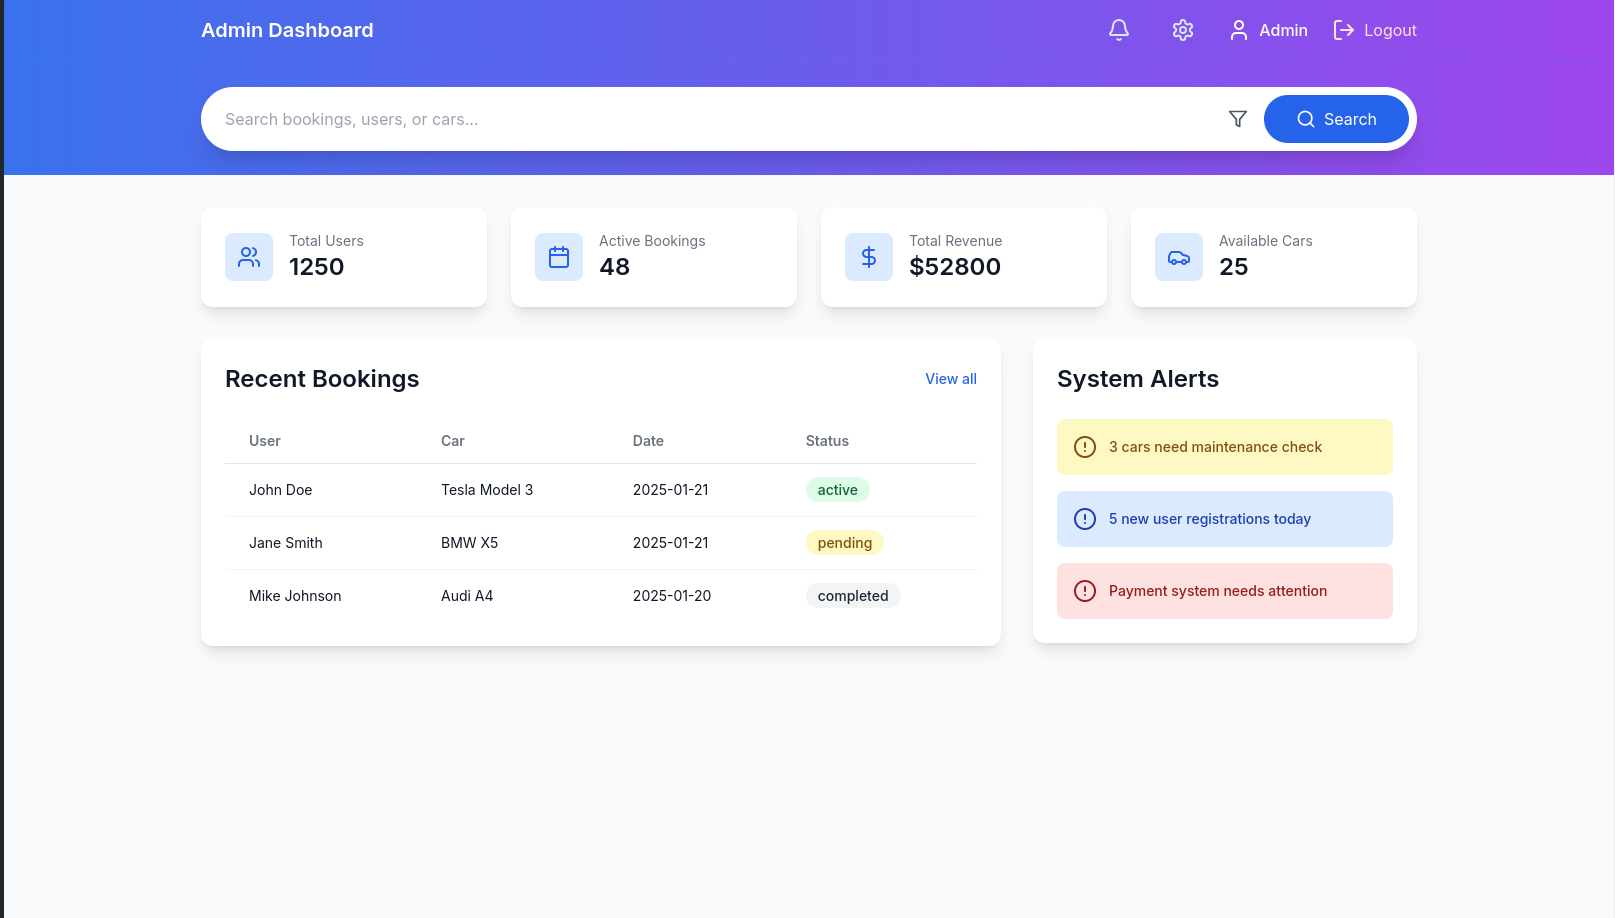 Admin Dashboard
Admin
Logout
Search bookings, users, or cars...
Search
Total Users
1250
Active Bookings
48
Total Revenue
$52800
Available Cars
25
Recent Bookings
View all
User Car Date Status
John Doe Tesla Model 3 2025-01-21 active
Jane Smith BMW X5 2025-01-21 pending
Mike Johnson Audi A4 2025-01-20 completed
System Alerts
3 cars need maintenance check
5 new user registrations today
Payment system needs attention